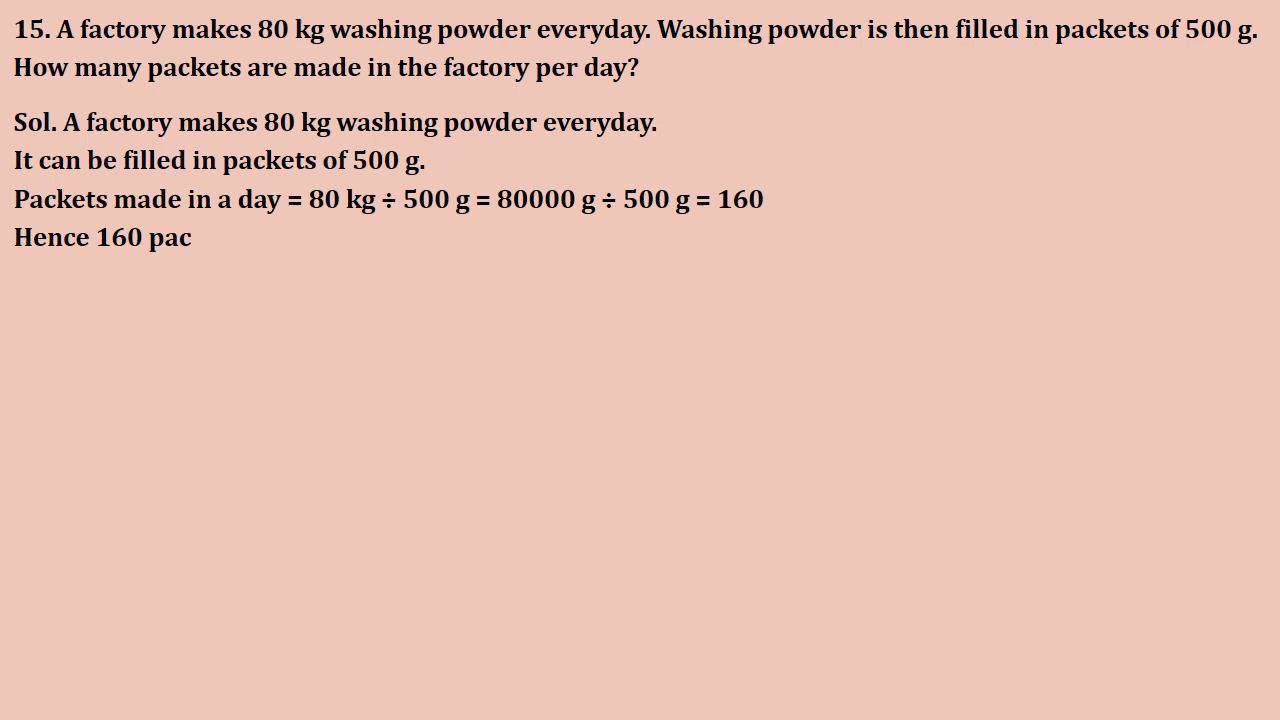 15. A factory makes 80 kg washing powder everyday. Washing powder is then filled in packets of 500 g.
How many packets are made in the factory per day?
Sol. A factory makes 80 kg washing powder everyday.
It can be filled in packets of 500 g.
Packets made in a day = 80 kg ÷ 500 g = 80000 g ÷ 500 g = 160
Hence 160 pac